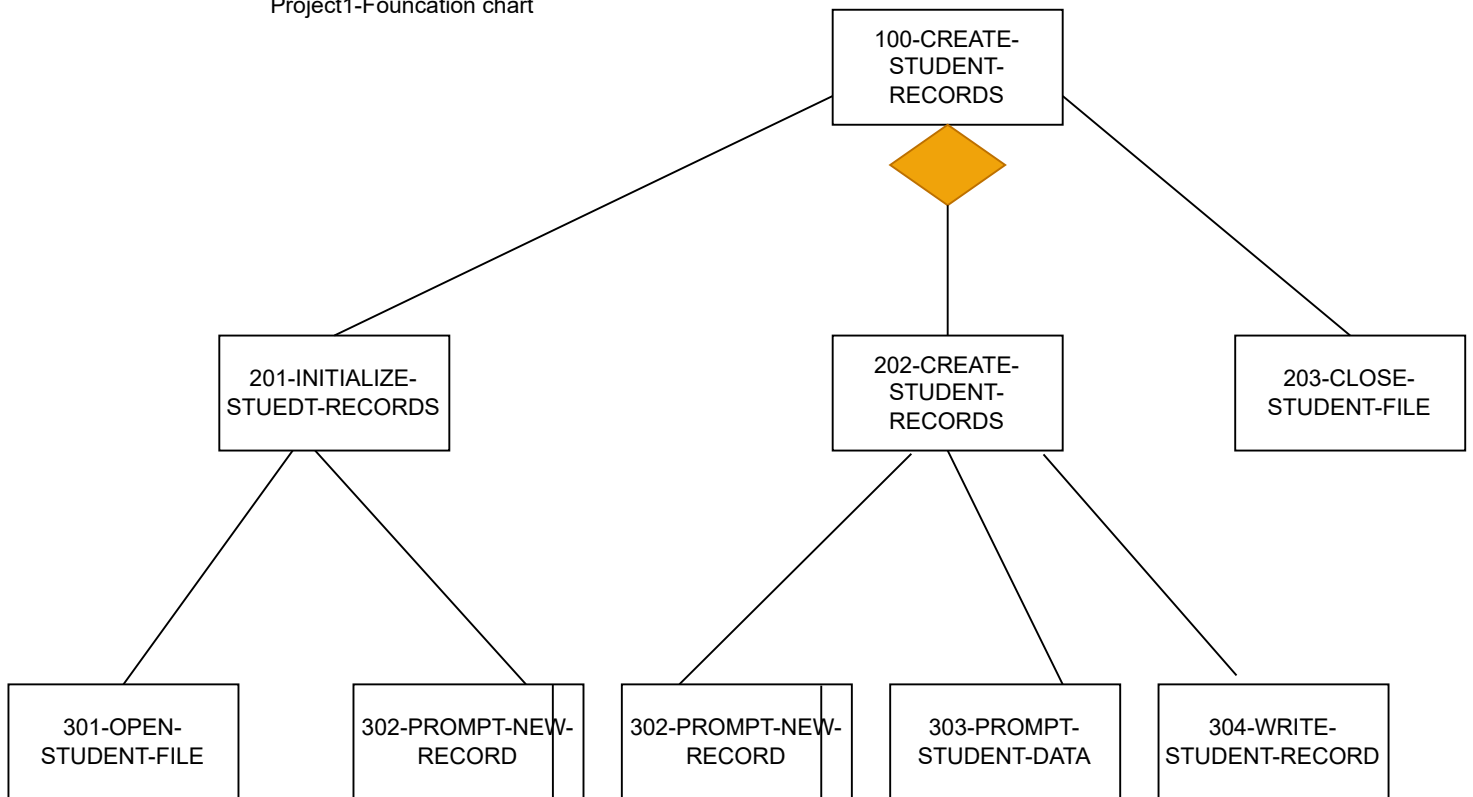 Project1-Founcation chart
100-CREATE-
STUDENT-
RECORDS
201-INITIALIZE-
STUEDT-RECORDS
202-CREATE-
STUDENT-
RECORDS
203-CLOSE-
STUDENT-FILE
301-OPEN-
STUDENT-FILE
302-PROMPT-NEW-
RECORD
302-PROMPT-NEW-
RECORD
303-PROMPT-
STUDENT-DATA
304-WRITE-
STUDENT-RECORD